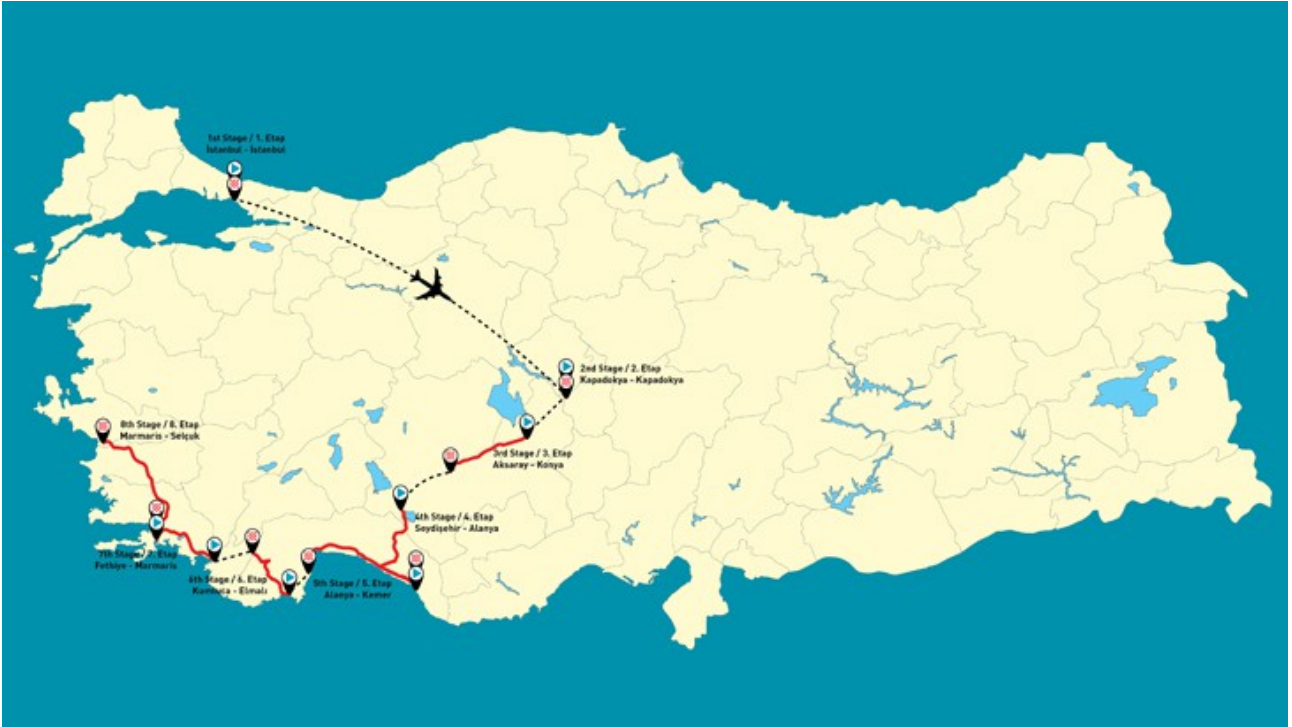 1st Stage / 1. Etap
İstanbul - İstanbul
2nd Stage / 2. Etap
Kapadokya - Kapadokya
3rd Stage / 3. Etap
Aksaray - Konya
4th Stage / 4. Etap
Seydişehir - Alanya
5th Stage / 5. Etap
Alanya - Kemer
6th Stage / 6. Etap
Kumluca - Elmalı
7th Stage / 7. Etap
Fethiye - Marmaris
8th Stage / 8. Etap
Marmaris - Selçuk